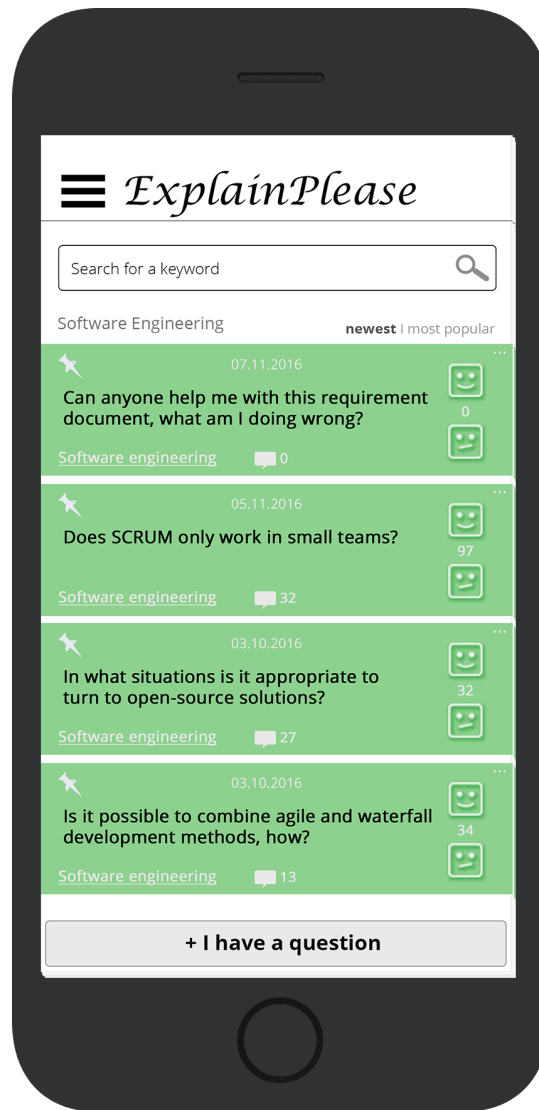 ExplainPlease
Search for a keyword
Software Engineering
newest | most popular
07.11.2016
Can anyone help me with this requirement
document, what am I doing wrong?
0
Software engineering
0
05.11.2016
Does SCRUM only work in small teams?
97
Software engineering
32
03.10.2016
In what situations is it appropriate to
turn to open-source solutions?
32
Software engineering
27
03.10.2016
Is it possible to combine agile and waterfall
development methods, how?
34
Software engineering
13
+ I have a question